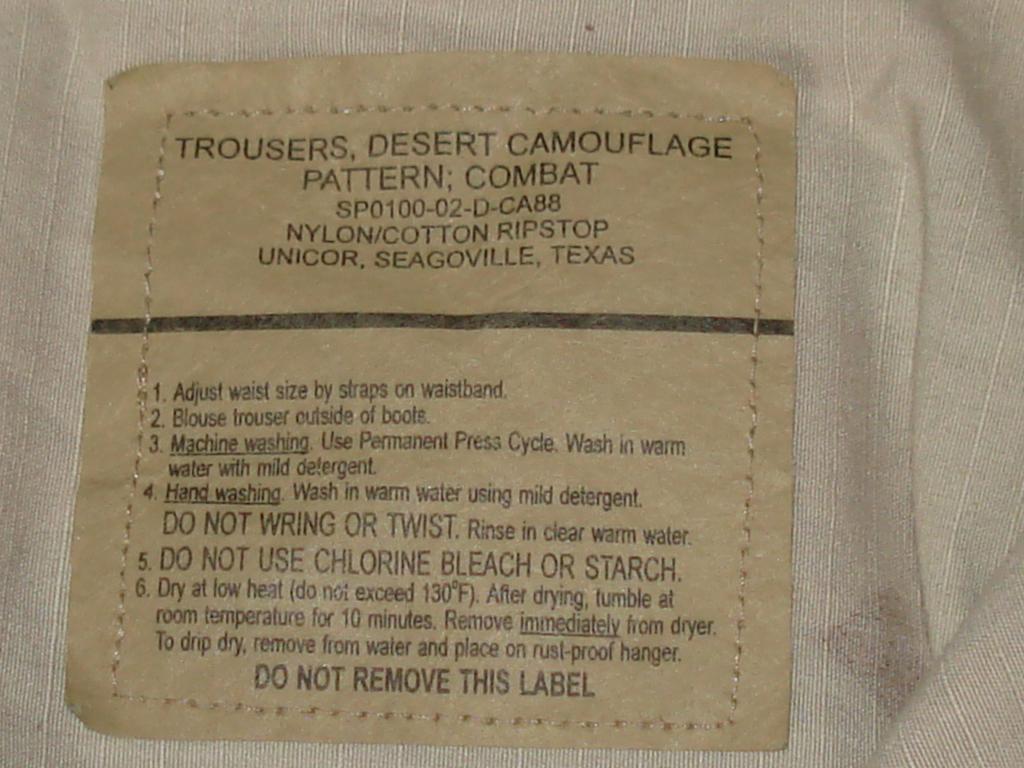 TROUSERS, DESERT CAMOUFLAGE
PATTERN; COMBAT
SP0100-02-D-CA88
NYLON/COTTON RIPSTOP
UNICOR, SEAGOVILLE, TEXAS
1. Adjust waist size by straps on waistband.
2. Blouse trouser outside of boots.
3. Machine washing. Use Permanent Press Cycle. Wash in warm
water with mild detergent.
4. Hand washing. Wash in warm water using mild detergent.
DO NOT WRING OR TWIST. Rinse in clear warm water.
5. DO NOT USE CHLORINE BLEACH OR STARCH.
6. Dry at low heat (do not exceed 130°F). After drying, tumble at
room temperature for 10 minutes. Remove immediately from dryer.
To drip dry, remove from water and place on rust-proof hanger.
DO NOT REMOVE THIS LABEL